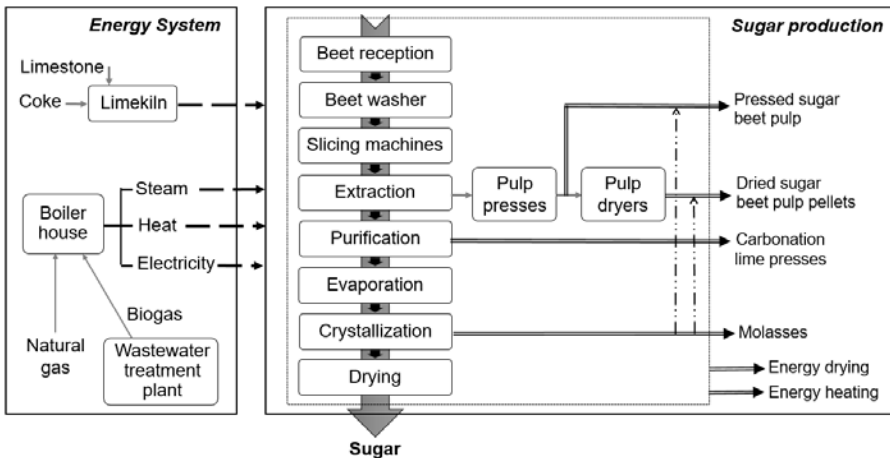 Energy System
Limestone
Coke
Limekiln
Steam
Boiler
house
Heat
Electricity
Biogas
Natural
gas
Wastewater
treatment
plant
Sugar production
Beet reception
Beet washer
Slicing machines
Extraction
Pulp
presses
Pulp
dryers
Purification
Evaporation
Crystallization
Drying
Sugar
Pressed sugar
beet pulp
Dried sugar
beet pulp pellets
Carbonation
lime presses
Molasses
Energy drying
Energy heating